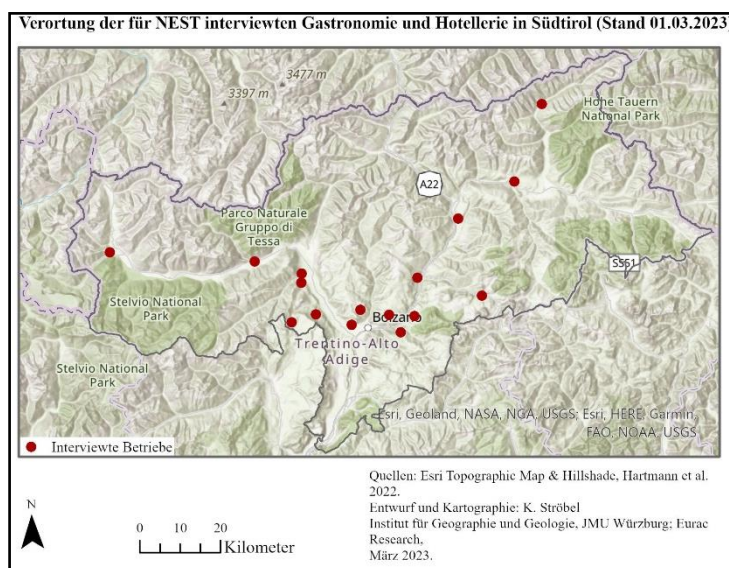 Verortung der für NEST interviewten Gastronomie und Hotellerie in Südtirol (Stand 01.03.2023)
3477 m
3397 m
Hohe Tauern
National Park
A22
Parco Naturale
Gruppo di
Tessa
SS51
Stelvio National
Park
Bolzano
Trentino-Alto
Adige
Stelvio National
Park
Esri, Geoland, NASA, NGA, USGS; Esri, HERE, Garmin,
FAO, NOAA, USGS
Interviewte Betriebe
Quellen: Esri Topographic Map & Hillshade, Hartmann et al.
2022.
Entwurf und Kartographie: K. Ströbel
Institut für Geographie und Geologie, JMU Würzburg; Eurac
Research,
März 2023.
N
0 10 20
Kilometer